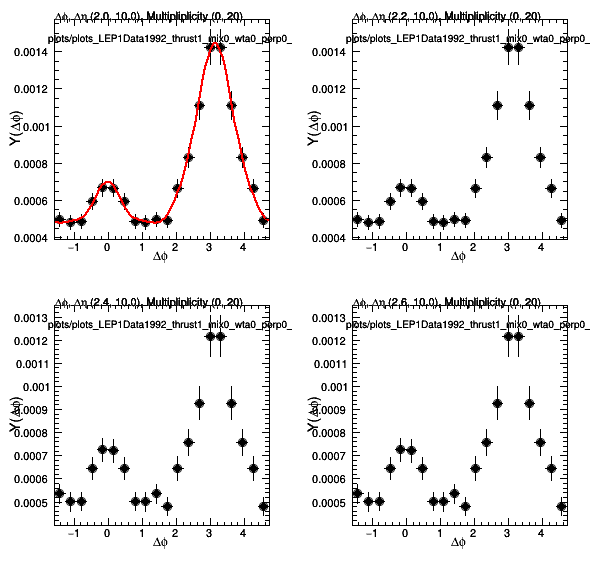 Δϕ, Δη (2.0, 10.0), Multipliplicity (0, 20)
plots/plots_LEP1Data1992_thrust1_mix0_wta0_perp0_
0.0014
0.0012
0.001
0.0008
0.0006
0.0004
Y(Δϕ)
−1 0 1 2 3 4
Δϕ
Δϕ, Δη (2.2, 10.0), Multipliplicity (0, 20)
plots/plots_LEP1Data1992_thrust1_mix0_wta0_perp0_
0.0014
0.0012
0.001
0.0008
0.0006
0.0004
Y(Δϕ)
−1 0 1 2 3 4
Δϕ
Δϕ, Δη (2.4, 10.0), Multipliplicity (0, 20)
plots/plots_LEP1Data1992_thrust1_mix0_wta0_perp0_
0.0013
0.0012
0.0011
0.001
0.0009
0.0008
0.0007
0.0006
0.0005
Y(Δϕ)
−1 0 1 2 3 4
Δϕ
Δϕ, Δη (2.6, 10.0), Multipliplicity (0, 20)
plots/plots_LEP1Data1992_thrust1_mix0_wta0_perp0_
0.0013
0.0012
0.0011
0.001
0.0009
0.0008
0.0007
0.0006
0.0005
Y(Δϕ)
−1 0 1 2 3 4
Δϕ